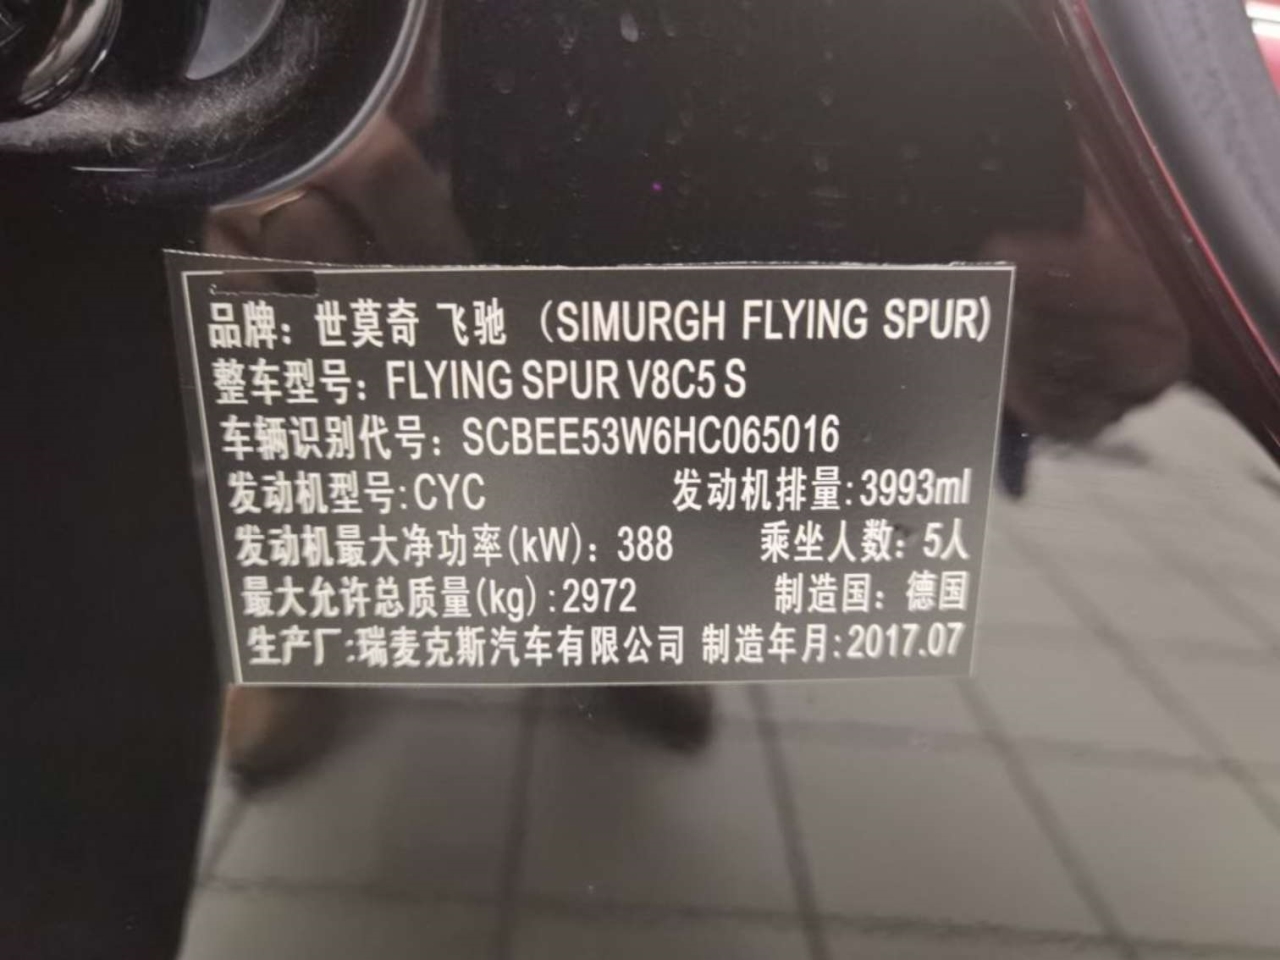 品牌：世莫奇 飞驰 （SIMURGH FLYING SPUR)
整车型号：FLYING SPUR V8C5 S
车辆识别代号：SCBEE53W6HC065016
发动机型号:CYC 发动机排量:3993ml
发动机最大净功率(kW)：388 乘坐人数：5人
最大允许总质量(kg):2972 制造国：德国
生产厂:瑞麦克斯汽车有限公司 制造年月:2017.07